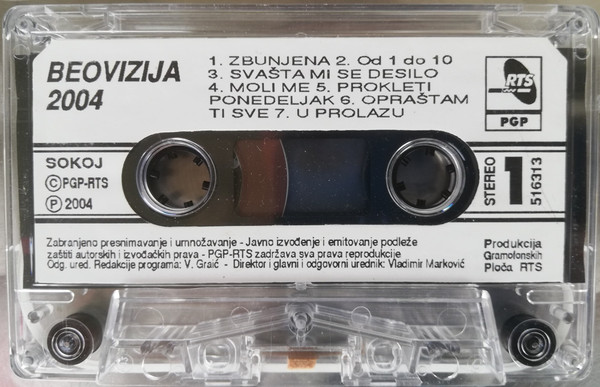 BEOVIZIJA
2004
1. ZBUNJENA 2. Od 1 do 10
3. SVAŠTA MI SE DESILO
4. MOLI ME 5. PROKLETI
PONEDELJAK 6. OPRAŠTAM
TI SVE 7. U PROLAZU
RTS
PGP
SOKOJ
©PGP-RTS
℗ 2004
STEREO
1
516313
Zabranjeno presnimavanje i umnožavanje - Javno izvođenje i emitovanje podleže
zaštiti autorskih i izvođačkih prava - PGP-RTS zadržava sva prava reprodukcije
Odg. ured. Redakcije programa: V. Graić - Direktor i glavni i odgovorni urednik: Vladimir Marković
Produkcija
Gramofonskih
Ploča RTS